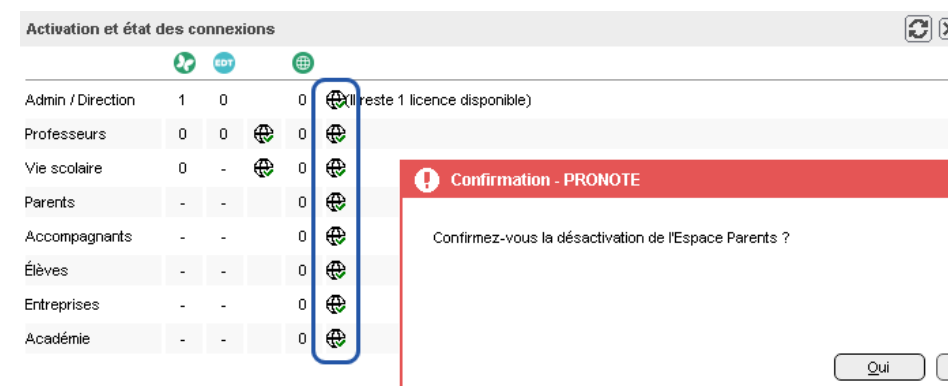 Activation et état des connexions
EDT
Admin / Direction 1 0 0 (Il reste 1 licence disponible)
Professeurs 0 0 0
Vie scolaire 0 - 0
Parents - - 0
Accompagnants - - 0
Élèves - - 0
Entreprises - - 0
Académie - - 0
Confirmation - PRONOTE
Confirmez-vous la désactivation de l'Espace Parents ?
Oui